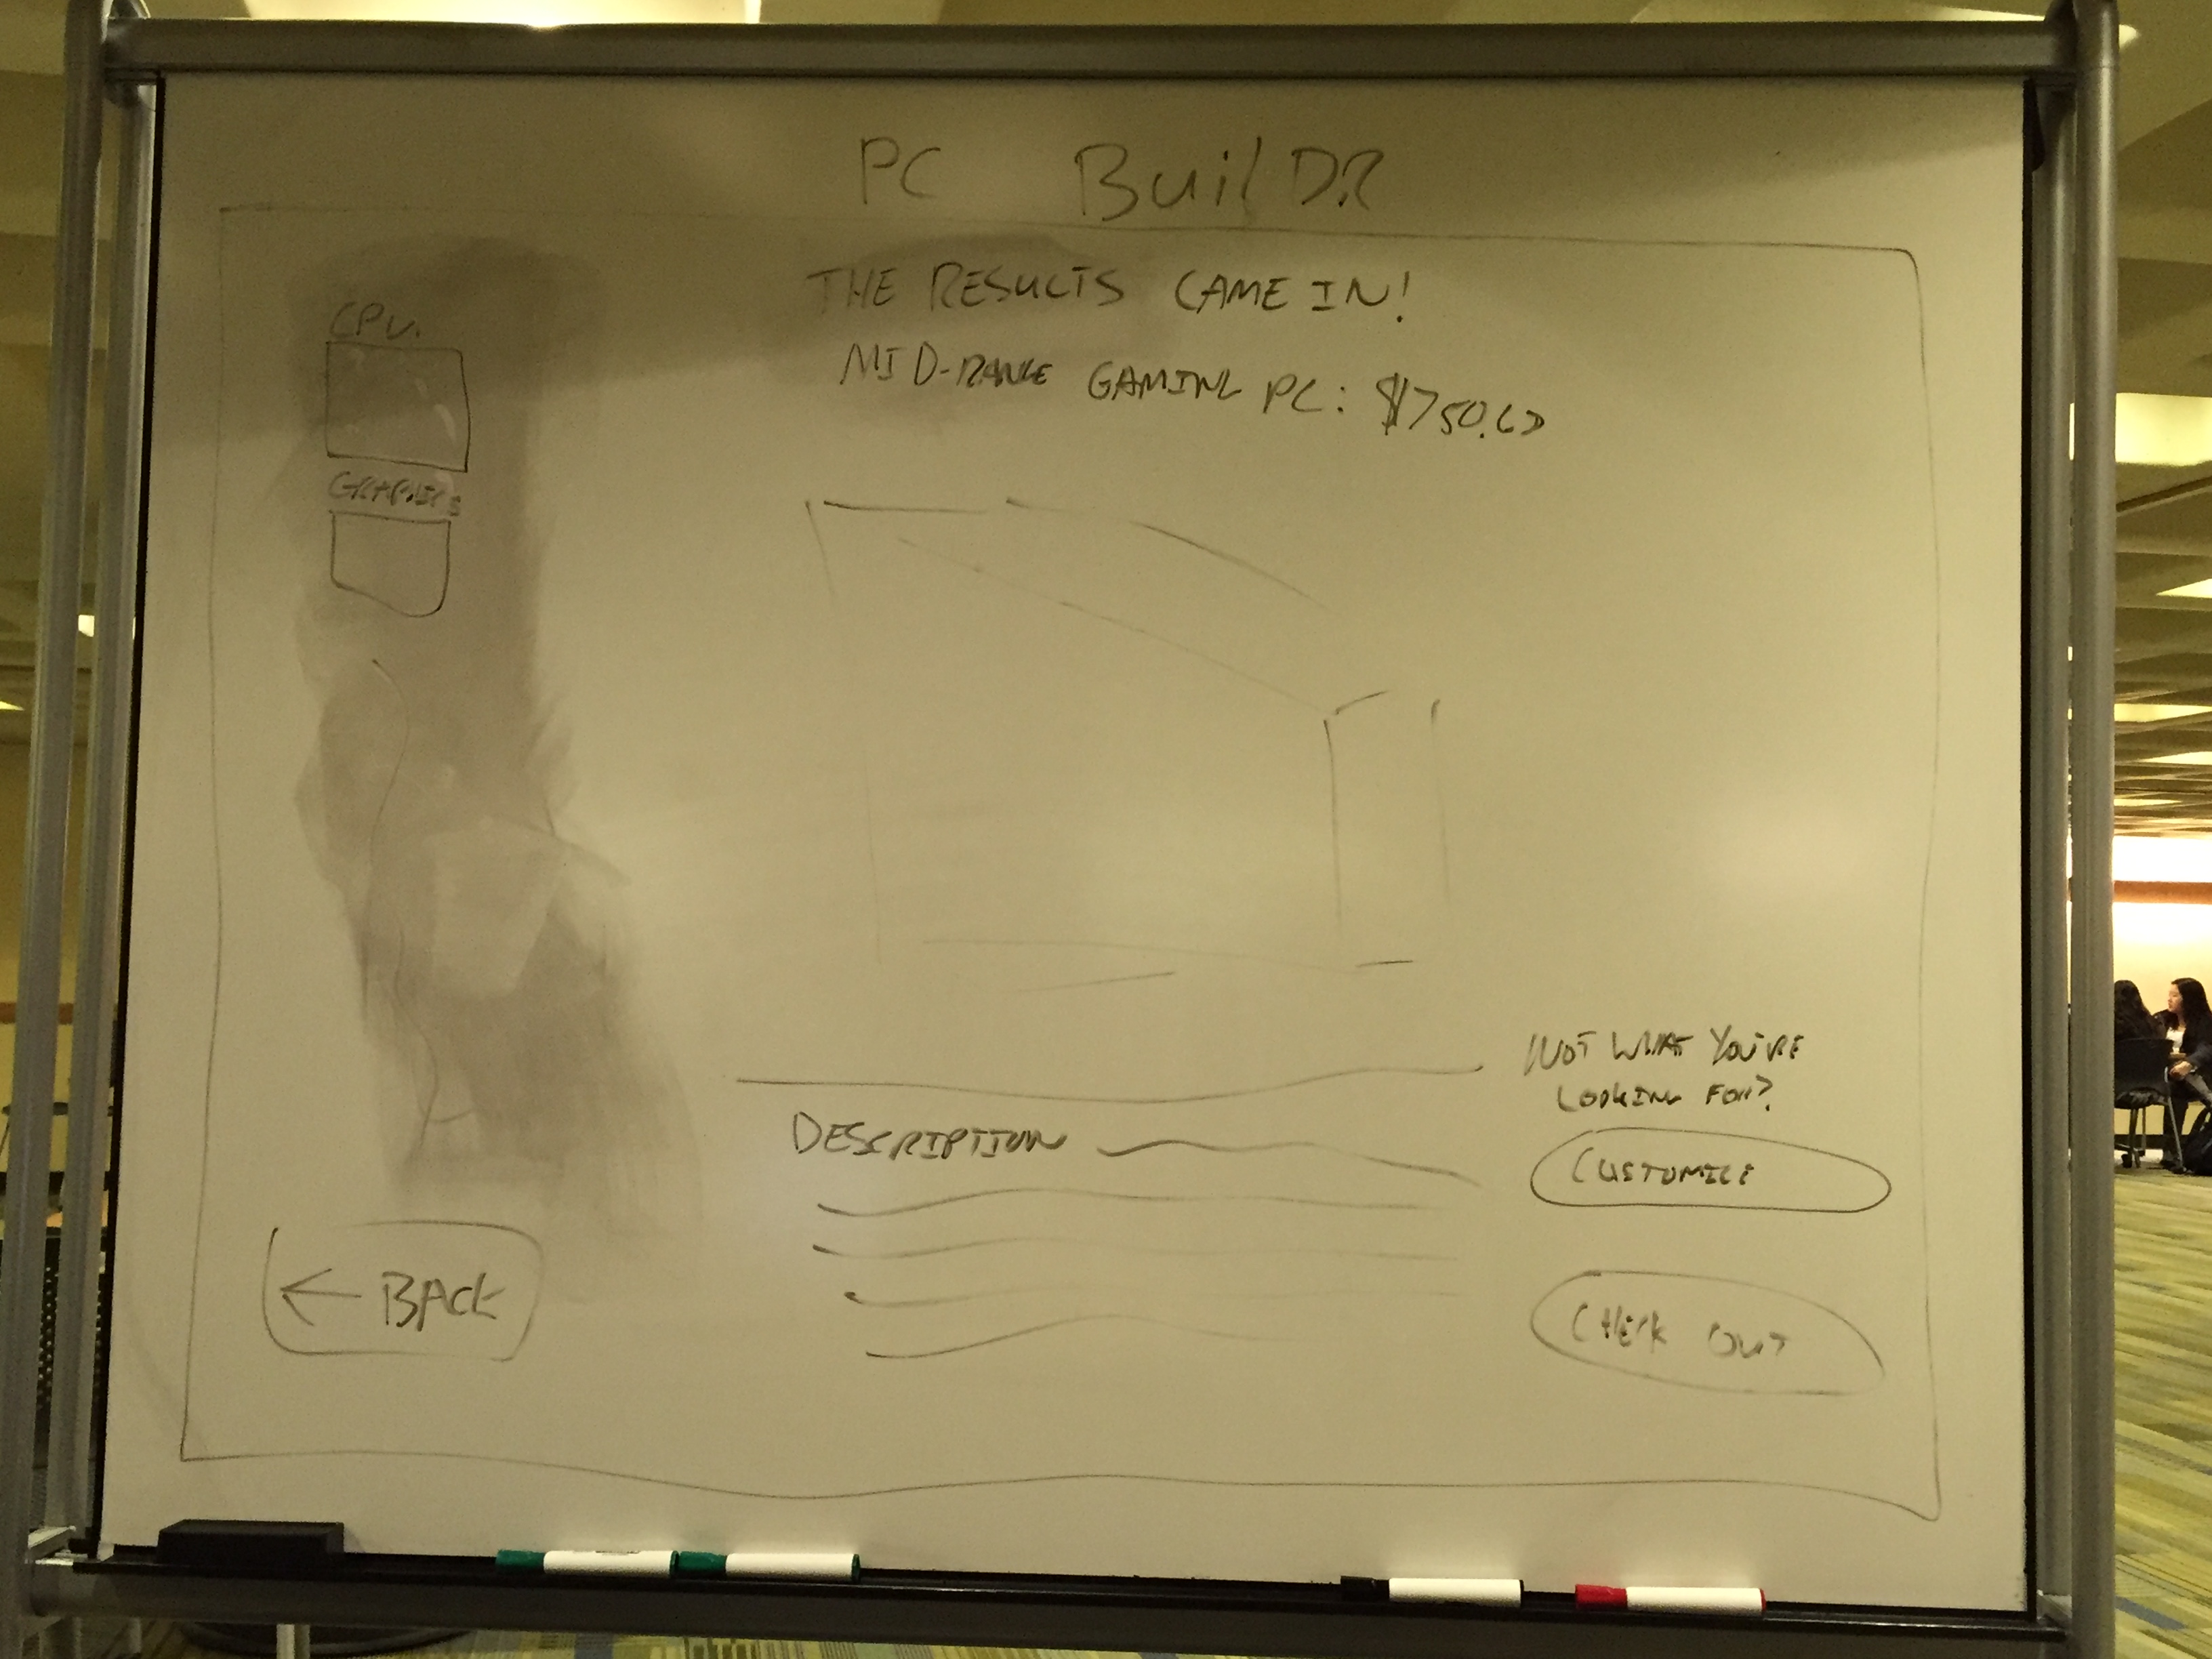 PC BuilDR
THE RESULTS CAME IN!
MID-RANGE GAMING PC: $750.
CPU
GRAPHICS
NOT WHAT YOU'RE
LOOKING FOR?
DESCRIPTION
CUSTOMIZE
← BACK
CHECK OUT